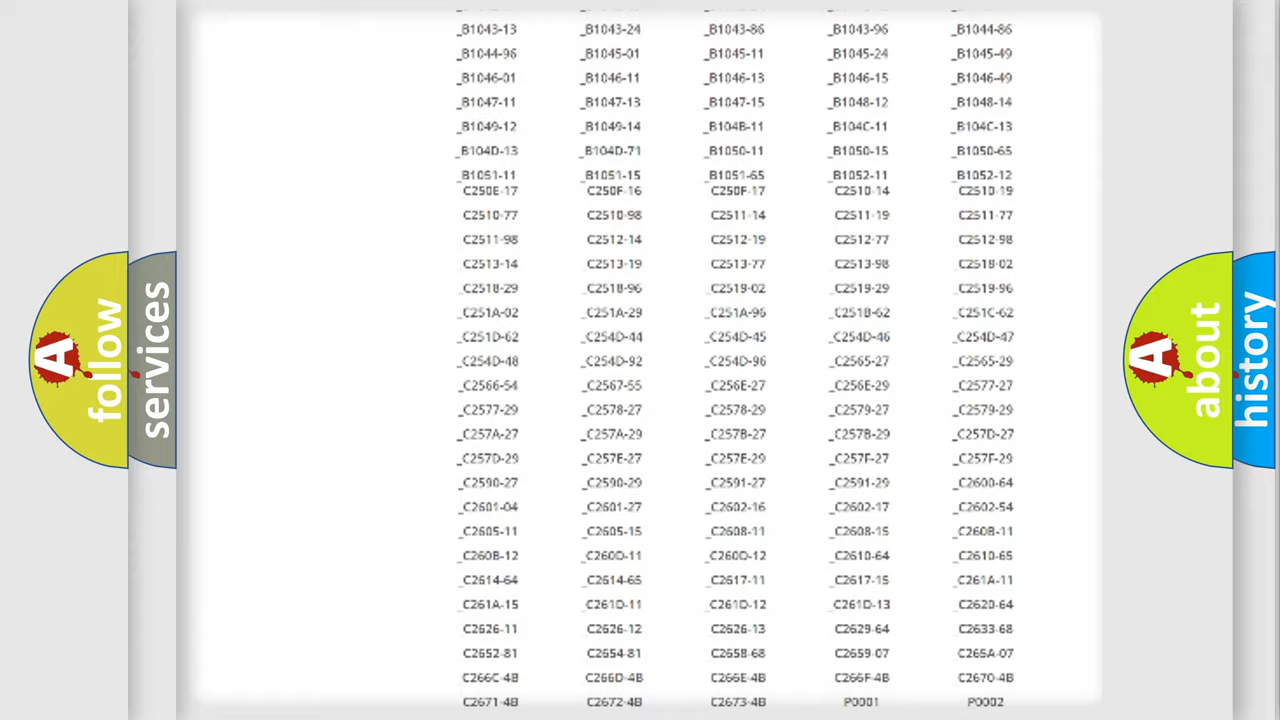 _B1043-13 _B1043-24 _B1043-86 _B1043-96 _B1044-86
_B1044-96 _B1045-01 _B1045-11 _B1045-24 _B1045-49
_B1046-01 _B1046-11 _B1046-13 _B1046-15 _B1046-49
_B1047-11 _B1047-13 _B1047-15 _B1048-12 _B1048-14
_B1049-12 _B1049-14 _B104B-11 _B104C-11 _B104C-13
_B104D-13 _B104D-71 _B1050-11 _B1050-15 _B1050-65
_B1051-11 _B1051-15 _B1051-65 _B1052-11 _B1052-12
C250E-17 C250F-16 C250F-17 C2510-14 C2510-19
C2510-77 C2510-98 C2511-14 C2511-19 C2511-77
C2511-98 C2512-14 C2512-19 C2512-77 C2512-98
C2513-14 C2513-19 C2513-77 C2513-98 C2518-02
_C2518-29 _C2518-96 _C2519-02 _C2519-29 _C2519-96
_C251A-02 _C251A-29 _C251A-96 _C251B-62 _C251C-62
_C251D-62 _C254D-44 _C254D-45 _C254D-46 _C254D-47
_C254D-48 _C254D-92 _C254D-96 _C2565-27 _C2565-29
_C2566-54 _C2567-55 _C256E-27 _C256E-29 _C2577-27
_C2577-29 _C2578-27 _C2578-29 _C2579-27 _C2579-29
_C257A-27 _C257A-29 _C257B-27 _C257B-29 _C257D-27
_C257D-29 _C257E-27 _C257E-29 _C257F-27 _C257F-29
_C2590-27 _C2590-29 _C2591-27 _C2591-29 _C2600-64
_C2601-04 _C2601-27 _C2602-16 _C2602-17 _C2602-54
_C2605-11 _C2605-15 _C2608-11 _C2608-15 _C260B-11
_C260B-12 _C260D-11 _C260D-12 _C2610-64 _C2610-65
_C2614-64 _C2614-65 _C2617-11 _C2617-15 _C261A-11
_C261A-15 _C261D-11 _C261D-12 _C261D-13 _C2620-64
C2626-11 C2626-12 C2626-13 C2629-64 C2633-68
C2652-81 C2654-81 C2658-68 C2659-07 C265A-07
C266C-4B C266D-4B C266E-4B C266F-4B C2670-4B
C2671-4B C2672-4B C2673-4B P0001 P0002
A follow
services
A about
history